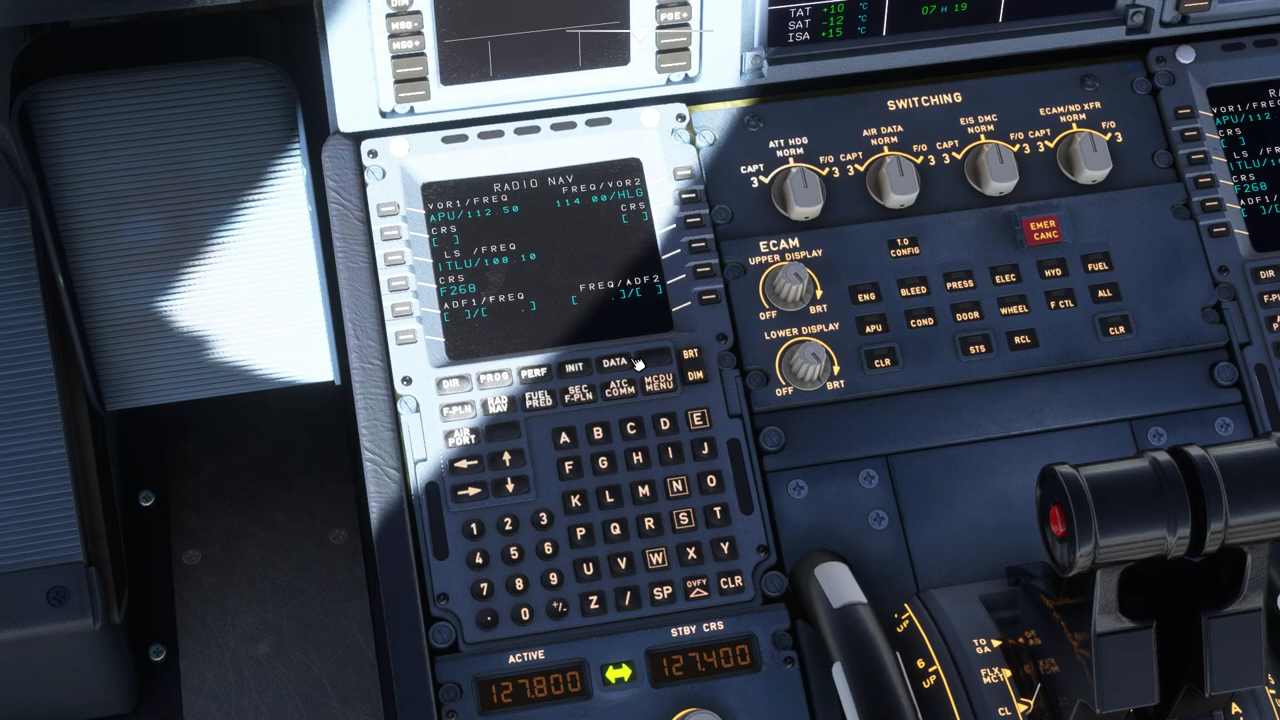 DIM
MSG-
MSG+
PGE+
TAT +10 °C
SAT -12 °C
ISA +15 °C
07 H 19
RADIO NAV
VOR1/FREQ FREQ/VOR2
APU/112.50 114.00/HLG
CRS CRS
[ ] [ ]
LS /FREQ
ITLU/108.10
CRS
F268
ADF1/FREQ FREQ/ADF2
[ ]/[ .] [ .]/[ ]
DIR PROG PERF INIT DATA
F-PLN RAD NAV FUEL PRED SEC F-PLN ATC COMM MCDU MENU
BRT
DIM
AIR PORT
A B C D E
F G H I J
K L M N O
P Q R S T
U V W X Y
Z / SP OVFY CLR
1 2 3
4 5 6
7 8 9
. 0 +/-
ACTIVE
127.800
STBY CRS
127.400
SWITCHING
ATT HDG
NORM
CAPT 3 F/O 3
AIR DATA
NORM
CAPT 3 F/O 3
EIS DMC
NORM
CAPT 3 F/O 3
ECAM/ND XFR
NORM
CAPT F/O 3
ECAM
UPPER DISPLAY
OFF BRT
LOWER DISPLAY
OFF BRT
T.O CONFIG
EMER CANC
ENG BLEED PRESS ELEC HYD FUEL
APU COND DOOR WHEEL F CTL ALL
CLR STS RCL CLR
VOR1/FREQ
APU/112.
CRS
[ ]
LS /F
ITLU/
CRS
F268
ADF1/
DIR
UP
6
UP
TO
GA
FLX
MCT
CL